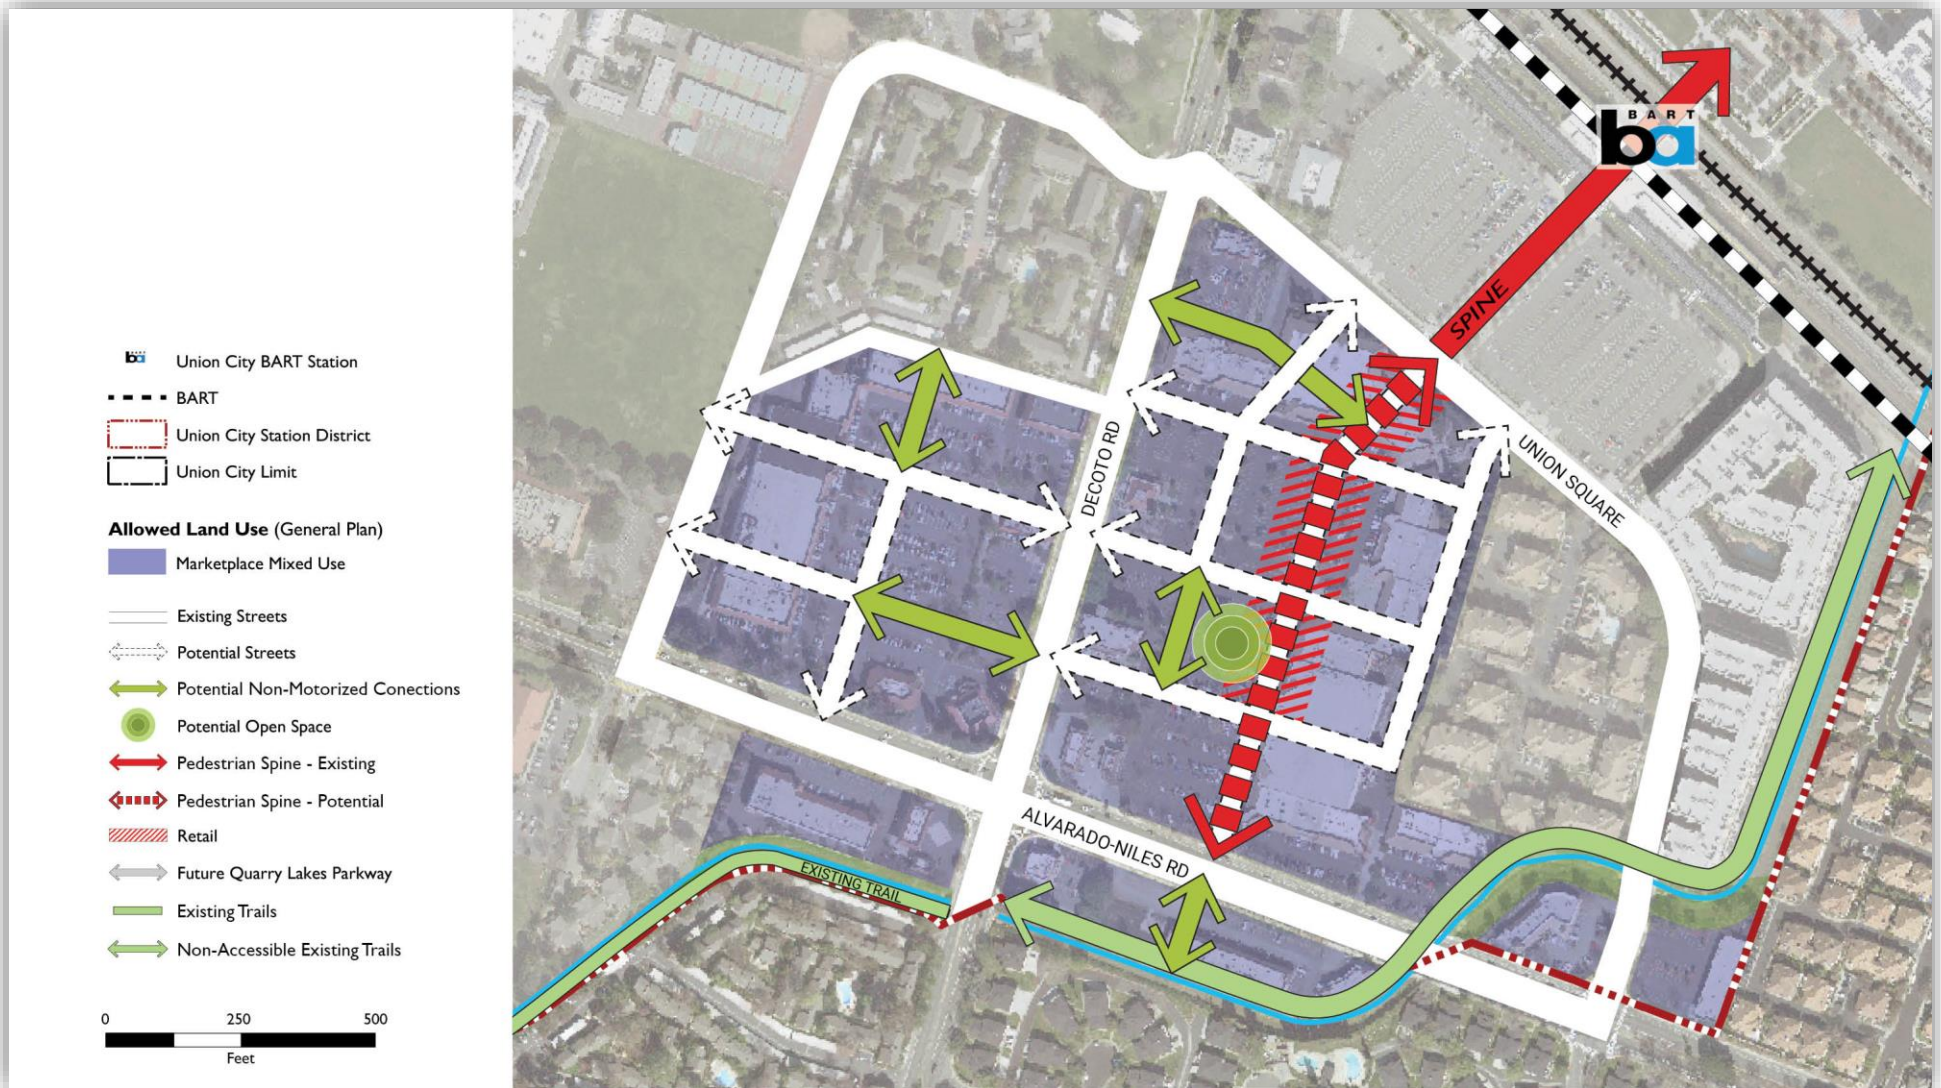 Union City BART Station
BART
Union City Station District
Union City Limit
Allowed Land Use (General Plan)
Marketplace Mixed Use
Existing Streets
Potential Streets
Potential Non-Motorized Conections
Potential Open Space
Pedestrian Spine - Existing
Pedestrian Spine - Potential
Retail
Future Quarry Lakes Parkway
Existing Trails
Non-Accessible Existing Trails
0 250 500
Feet
BART
ba
SPINE
DECOTO RD
UNION SQUARE
ALVARADO-NILES RD
EXISTING TRAIL